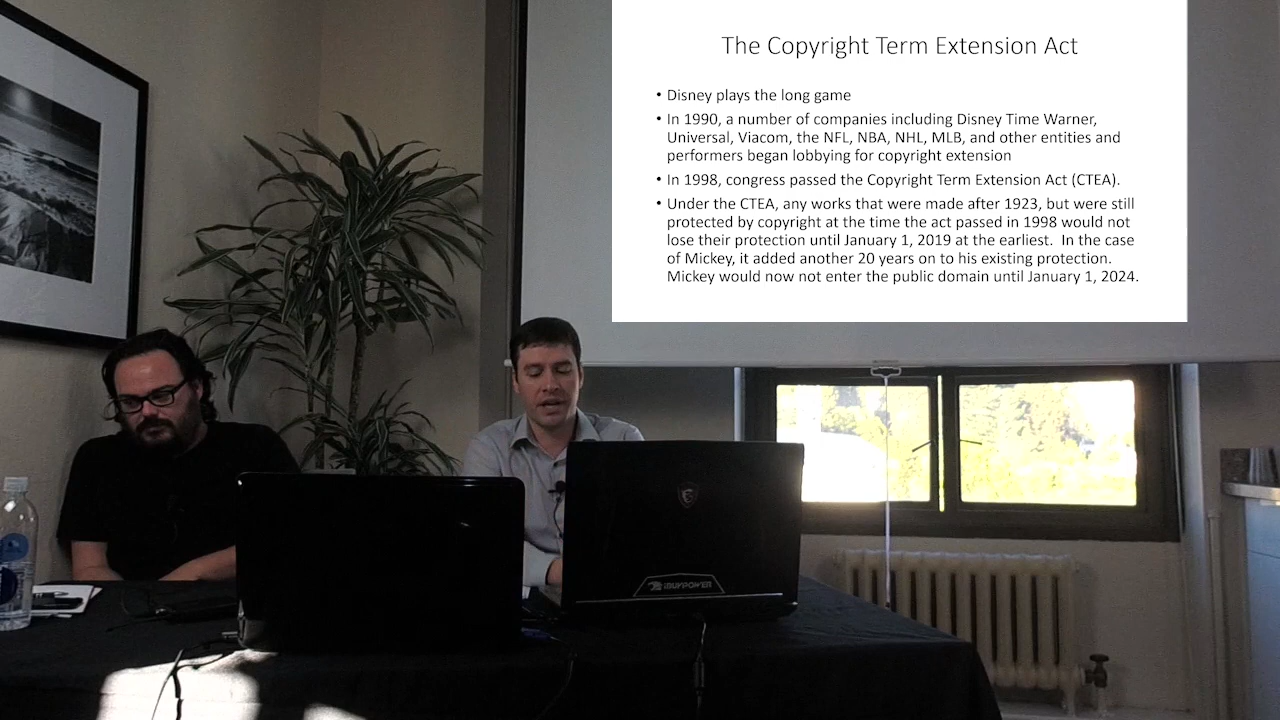 The Copyright Term Extension Act
• Disney plays the long game
• In 1990, a number of companies including Disney Time Warner,
Universal, Viacom, the NFL, NBA, NHL, MLB, and other entities and
performers began lobbying for copyright extension
• In 1998, congress passed the Copyright Term Extension Act (CTEA).
• Under the CTEA, any works that were made after 1923, but were still
protected by copyright at the time the act passed in 1998 would not
lose their protection until January 1, 2019 at the earliest.  In the case
of Mickey, it added another 20 years on to his existing protection.
Mickey would now not enter the public domain until January 1, 2024.
iBUYPOWER